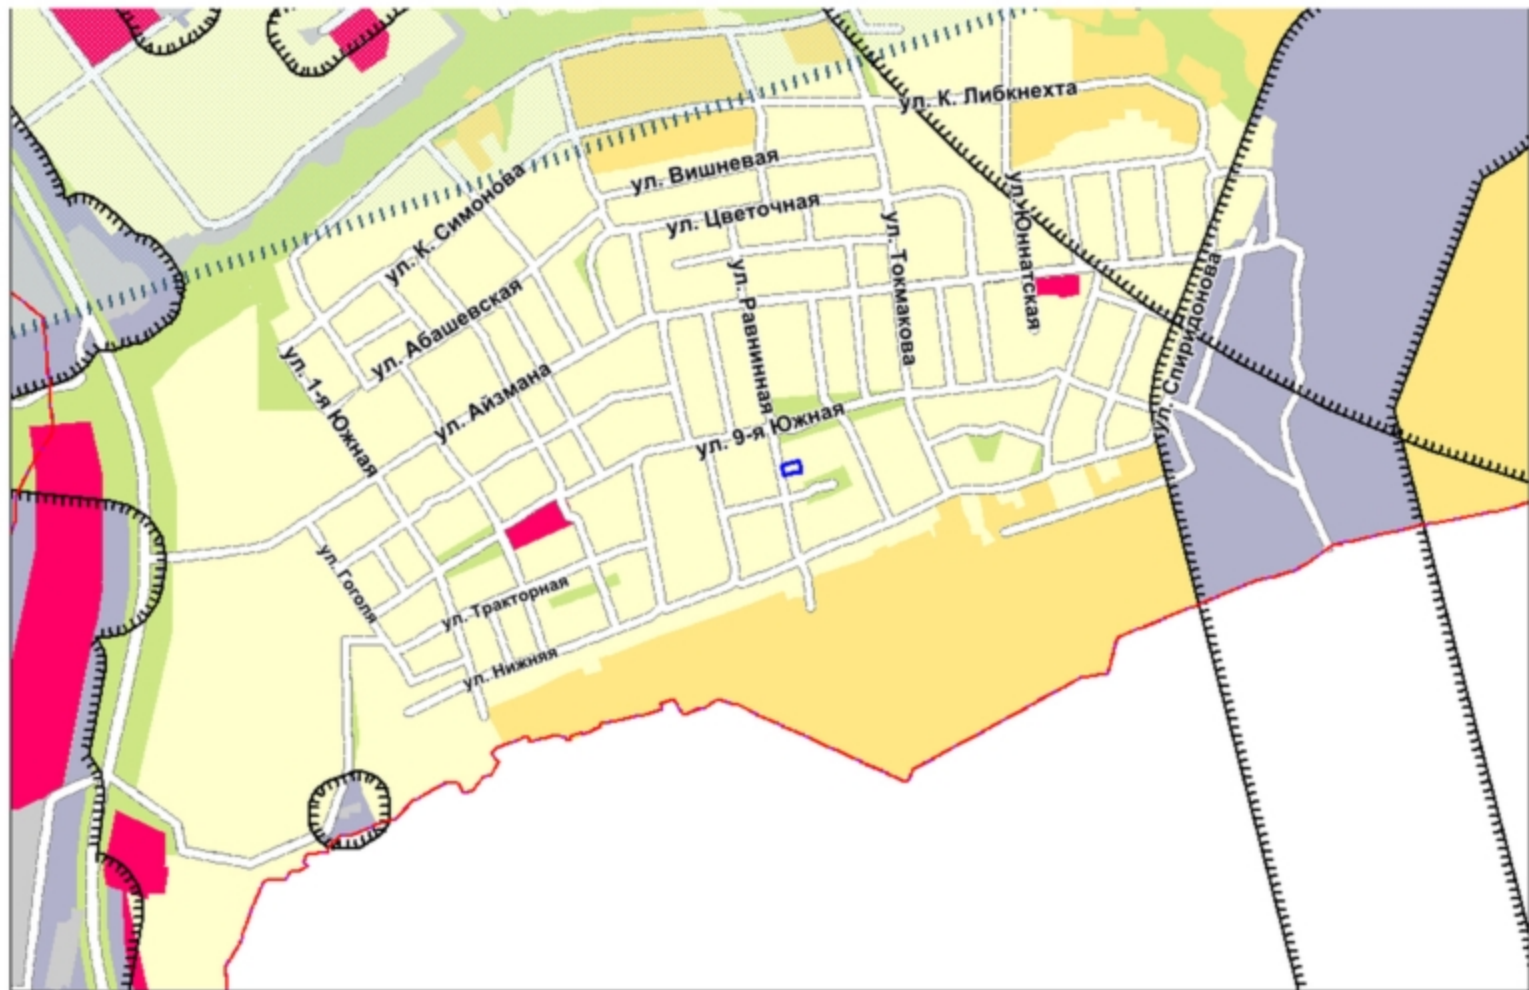 ул. К. Либкнехта
ул. Вишневая
ул. Цветочная
ул. К. Симонова
ул. Абашевская
ул. Айзмана
ул. 1-я Южная
ул. Равнинная
ул. Токмакова
ул. Юннатская
ул. Спиридонова
ул. 9-я Южная
ул. Гоголя
ул. Тракторная
ул. Нижняя